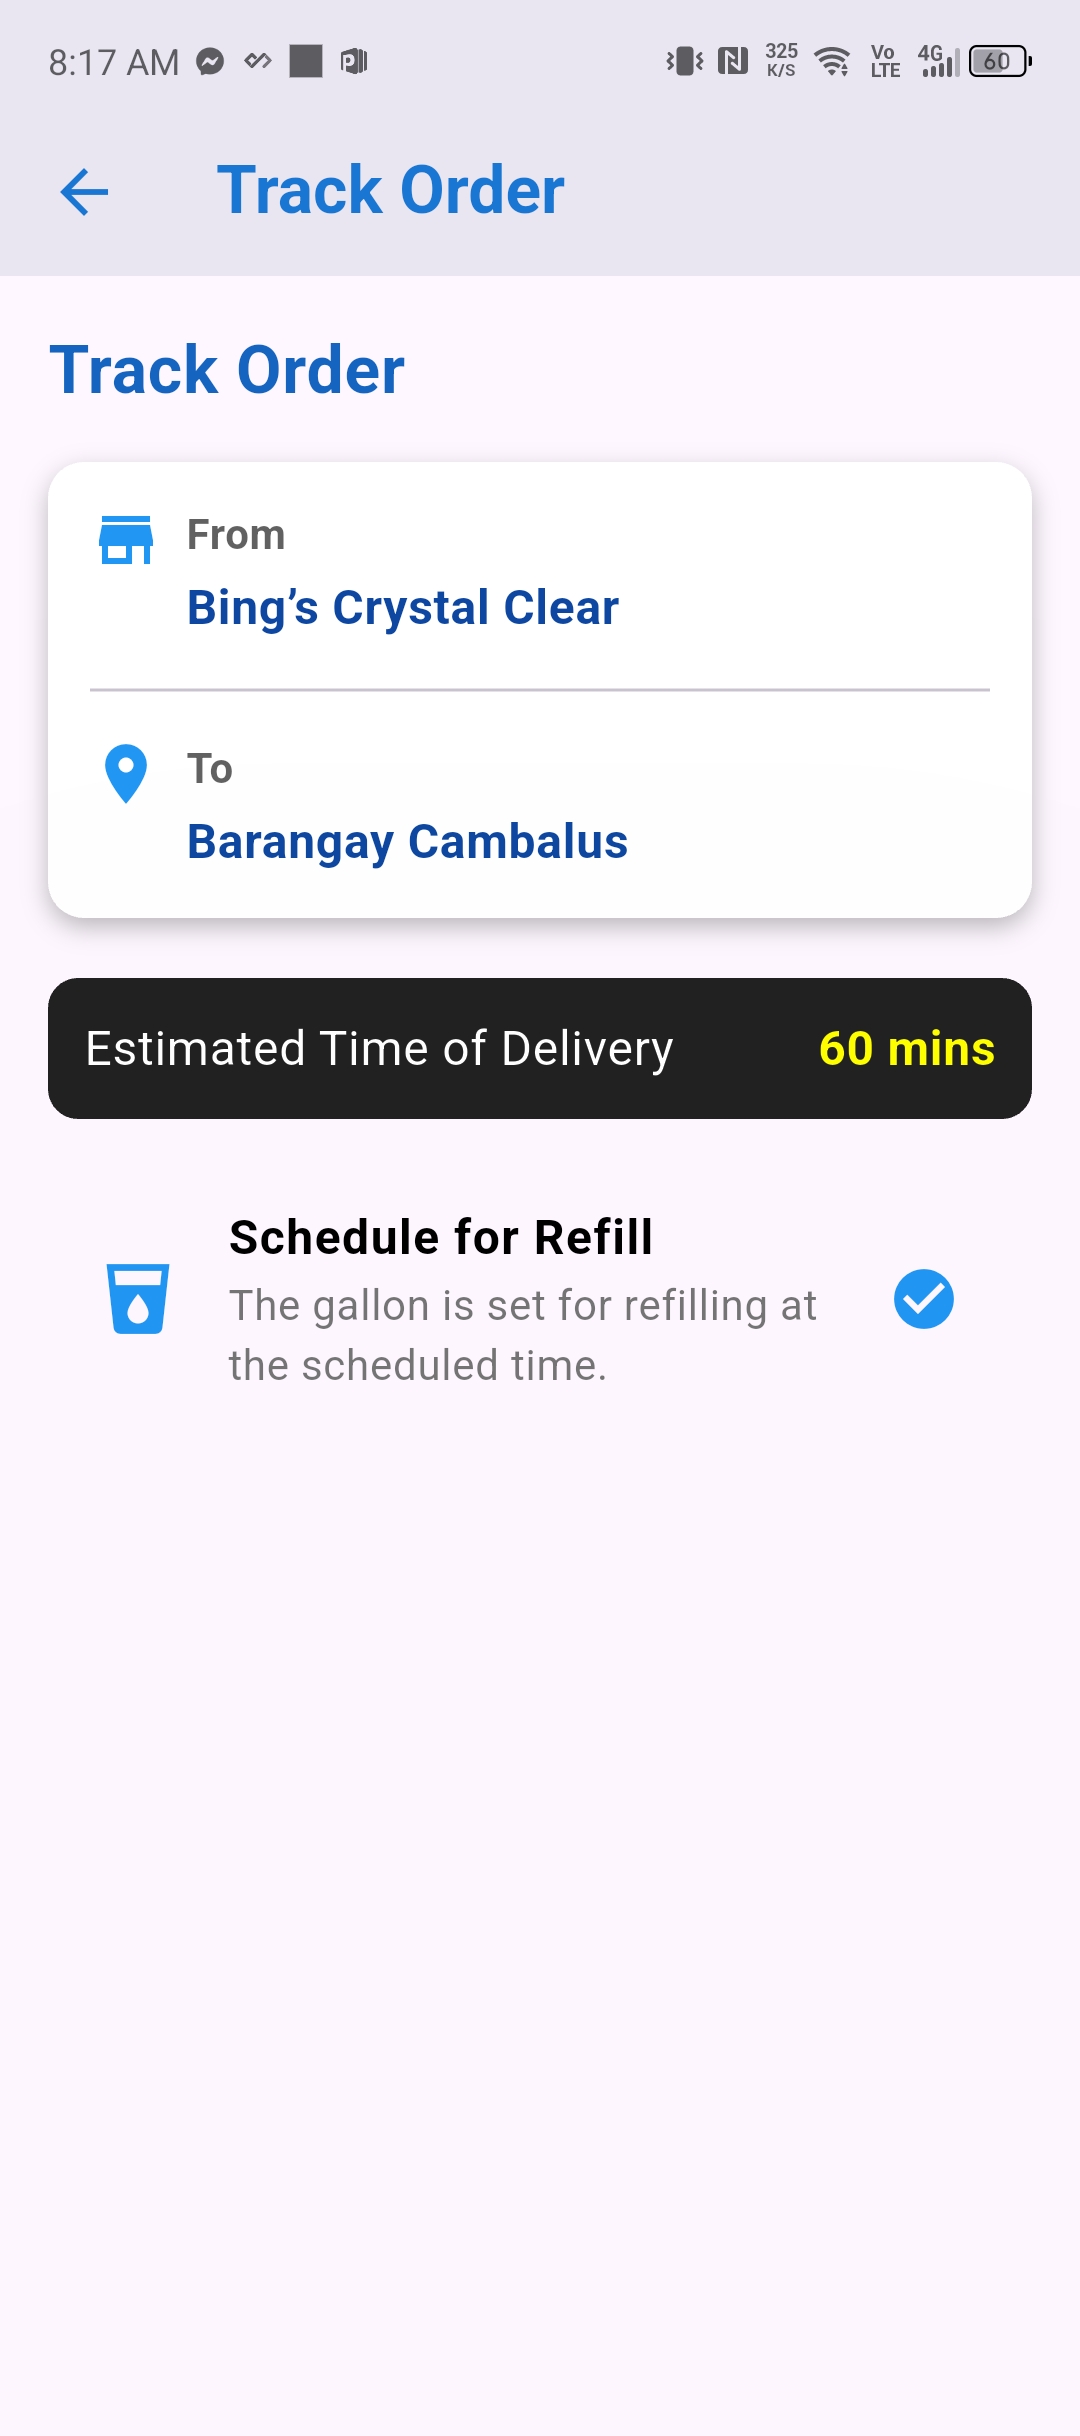 8:17 AM
325 K/S
Vo LTE
4G
60
Track Order
Track Order
From
Bing’s Crystal Clear
To
Barangay Cambalus
Estimated Time of Delivery 60 mins
Schedule for Refill
The gallon is set for refilling at
the scheduled time.